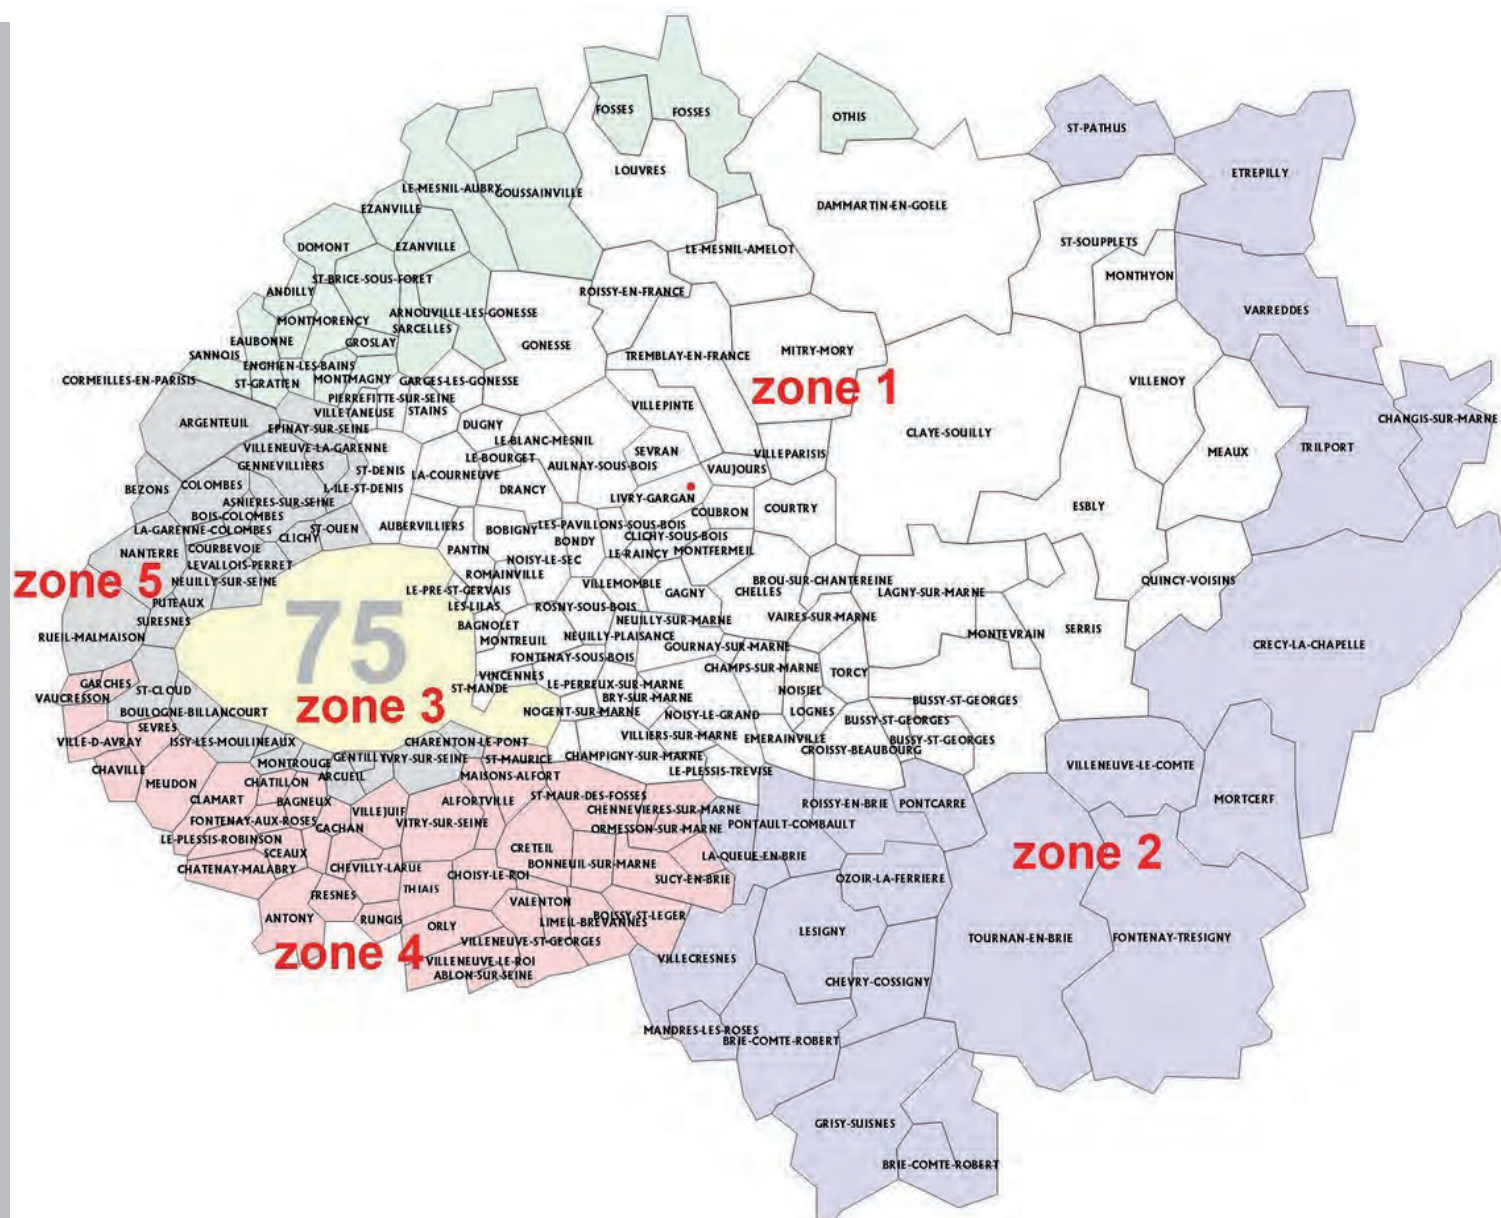 FOSSES
FOSSES
OTHIS
ST-PATHUS
LOUVRES
ETREPILLY
LE-MESNIL-AUBRY
GOUSSAINVILLE
EZANVILLE
DAMMARTIN-EN-GOELE
DOMONT
EZANVILLE
LE-MESNIL-AMELOT
ST-SOUPPLETS
ST-BRICE-SOUS-FORET
MONTHYON
ANDILLY
ROISSY-EN-FRANCE
VARREDDES
MONTMORENCY
ARNOUVILLE-LES-GONESSE
SARCELLES
EAUBONNE
GROSLAY
GONESSE
SANNOIS
TREMBLAY-EN-FRANCE
MITRY-MORY
ENGHIEN-LES-BAINS
CORMEILLES-EN-PARISIS
ST-GRATIEN
MONTMAGNY
GARGES-LES-GONESSE
zone 1
VILLENOY
PIERREFITTE-SUR-SEINE
VILLETANEUSE
STAINS
VILLEPINTE
ARGENTEUIL
EPINAY-SUR-SEINE
DUGNY
CLAYE-SOUILLY
CHANGIS-SUR-MARNE
LE-BLANC-MESNIL
VILLENEUVE-LA-GARENNE
TRILPORT
SEVRAN
VILLEPARISIS
MEAUX
LE-BOURGET
GENNEVILLIERS
ST-DENIS
AULNAY-SOUS-BOIS
VAUJOURS
LA-COURNEUVE
BEZONS
COLOMBES
L-ILE-ST-DENIS
DRANCY
LIVRY-GARGAN
ASNIERES-SUR-SEINE
COUBRON
COURTRY
ESBLY
BOIS-COLOMBES
LA-GARENNE-COLOMBES
ST-OUEN
AUBERVILLIERS
BOBIGNY
LES-PAVILLONS-SOUS-BOIS
CLICHY
BONDY
CLICHY-SOUS-BOIS
NANTERRE
COURBEVOIE
PANTIN
LE-RAINCY
MONTFERMEIL
LEVALLOIS-PERRET
NOISY-LE-SEC
zone 5
NEUILLY-SUR-SEINE
ROMAINVILLE
VILLEMOMBLE
BROU-SUR-CHANTEREINE
QUINCY-VOISINS
LE-PRE-ST-GERVAIS
GAGNY
CHELLES
LAGNY-SUR-MARNE
PUTEAUX
LES-LILAS
ROSNY-SOUS-BOIS
SURESNES
BAGNOLET
NEUILLY-SUR-MARNE
VAIRES-SUR-MARNE
75
RUEIL-MALMAISON
MONTREUIL
NEUILLY-PLAISANCE
MONTEVRAIN
SERRIS
GOURNAY-SUR-MARNE
CRECY-LA-CHAPELLE
FONTENAY-SOUS-BOIS
CHAMPS-SUR-MARNE
TORCY
VINCENNES
GARCHES
ST-CLOUD
ST-MANDE
LE-PERREUX-SUR-MARNE
NOISIEL
VAUCRESSON
BRY-SUR-MARNE
BUSSY-ST-GEORGES
zone 3
BOULOGNE-BILLANCOURT
NOGENT-SUR-MARNE
NOISY-LE-GRAND
LOGNES
BUSSY-ST-GEORGES
SEVRES
VILLIERS-SUR-MARNE
EMERAINVILLE
BUSSY-ST-GEORGES
VILLE-D-AVRAY
ISSY-LES-MOULINEAUX
CHARENTON-LE-PONT
CROISSY-BEAUBOURG
GENTILLY
IVRY-SUR-SEINE
ST-MAURICE
CHAMPIGNY-SUR-MARNE
MONTROUGE
VILLENEUVE-LE-COMTE
CHAVILLE
ARCUEIL
MAISONS-ALFORT
LE-PLESSIS-TREVISE
MEUDON
CHATILLON
CLAMART
BAGNEUX
ALFORTVILLE
ST-MAUR-DES-FOSSES
MORTCERF
VILLEJUIF
CHENNEVIERES-SUR-MARNE
ROISSY-EN-BRIE
PONTCARRE
FONTENAY-AUX-ROSES
CACHAN
VITRY-SUR-SEINE
ORMESSON-SUR-MARNE
PONTAULT-COMBAULT
LE-PLESSIS-ROBINSON
SCEAUX
CRETEIL
zone 2
CHATENAY-MALABRY
CHEVILLY-LARUE
BONNEUIL-SUR-MARNE
LA-QUEUE-EN-BRIE
CHOISY-LE-ROI
SUCY-EN-BRIE
OZOIR-LA-FERRIERE
FRESNES
THIAIS
VALENTON
ANTONY
RUNGIS
ORLY
LIMEIL-BREVANNES
BOISSY-ST-LEGER
LESIGNY
TOURNAN-EN-BRIE
FONTENAY-TRESIGNY
VILLENEUVE-ST-GEORGES
zone 4
VILLENEUVE-LE-ROI
VILLECRESNES
ABLON-SUR-SEINE
CHEVRY-COSSIGNY
MANDRES-LES-ROSES
BRIE-COMTE-ROBERT
GRISY-SUISNES
BRIE-COMTE-ROBERT